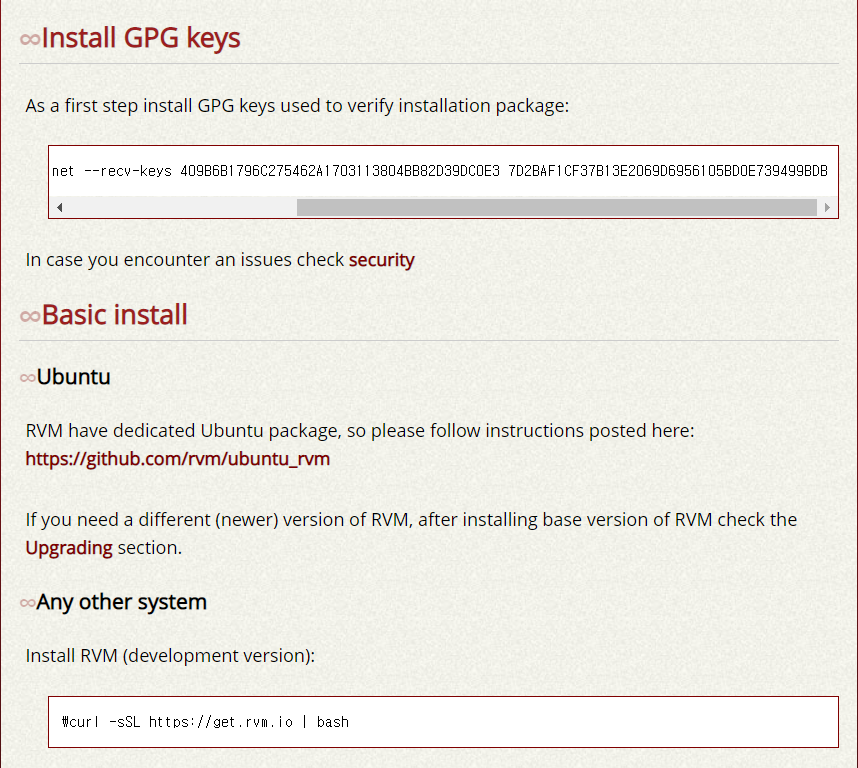 ∞Install GPG keys
As a first step install GPG keys used to verify installation package:
net --recv-keys 409B6B1796C275462A1703113804BB82D39DC0E3 7D2BAF1CF37B13E2069D6956105BD0E739499BDB
In case you encounter an issues check security
∞Basic install
∞Ubuntu
RVM have dedicated Ubuntu package, so please follow instructions posted here:
https://github.com/rvm/ubuntu_rvm
If you need a different (newer) version of RVM, after installing base version of RVM check the
Upgrading section.
∞Any other system
Install RVM (development version):
₩curl -sSL https://get.rvm.io | bash